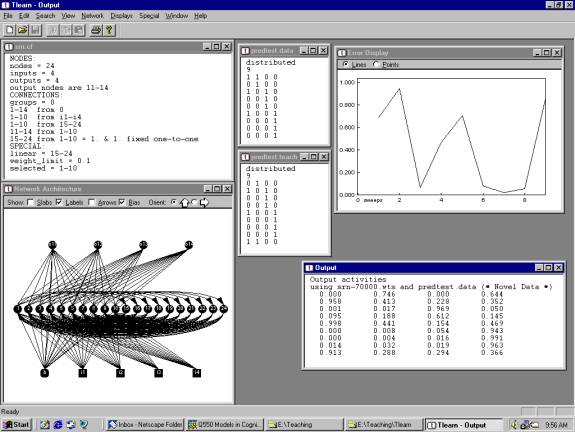 Tlearn - Output
File Edit Search View Network Displays Special Window Help
srn.cf
NODES:
nodes = 24
inputs = 4
outputs = 4
output nodes are 11-14
CONNECTIONS:
groups = 0
1-14 from 0
1-10 from i1-i4
1-10 from 15-24
11-14 from 1-10
15-24 from 1-10 = 1. & 1. fixed one-to-one
SPECIAL:
linear = 15-24
weight_limit = 0.1
selected = 1-10
predtest.data
distributed
9
1 1 0 0
0 1 0 0
1 0 1 0
0 0 1 0
0 0 1 0
1 0 0 1
0 0 0 1
0 0 0 1
0 0 0 1
predtest.teach
distributed
9
0 1 0 0
1 0 1 0
0 0 1 0
0 0 1 0
1 0 0 1
0 0 0 1
0 0 0 1
0 0 0 1
1 1 0 0
Error Display
Lines Points
1.000
0.800
0.600
0.400
0.200
0.000
0 sweeps 2 4 6 8
Network Architecture
Show: Slabs Labels Arrows Bias Orient:
Output
Output activities
using srn-70000.wts and predtest.data (* Novel Data *)
0.000 0.746 0.000 0.644
0.958 0.413 0.228 0.352
0.001 0.017 0.969 0.050
0.095 0.188 0.612 0.145
0.998 0.441 0.154 0.469
0.000 0.008 0.054 0.943
0.000 0.004 0.016 0.991
0.014 0.032 0.019 0.963
0.913 0.288 0.294 0.366
Ready
Start Inbox - Netscape Folder Q550 Models in Cogni... E:\Teaching E:\Teaching\Tlearn Tlearn - Output 9:56 AM